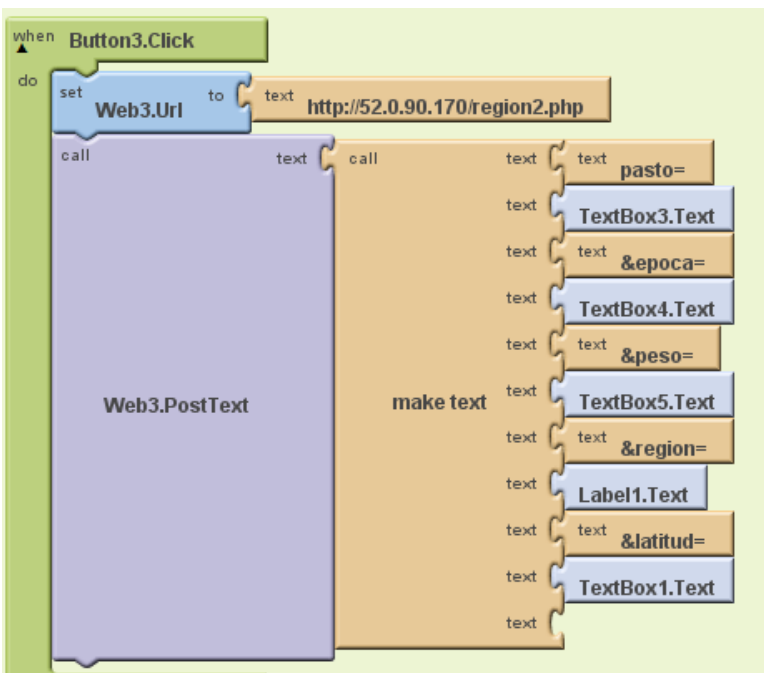 when Button3.Click
do
set Web3.Url to text http://52.0.90.170/region2.php
call Web3.PostText text call make text text text pasto=
text TextBox3.Text
text text &epoca=
text TextBox4.Text
text text &peso=
text TextBox5.Text
text text &region=
text Label1.Text
text text &latitud=
text TextBox1.Text
text